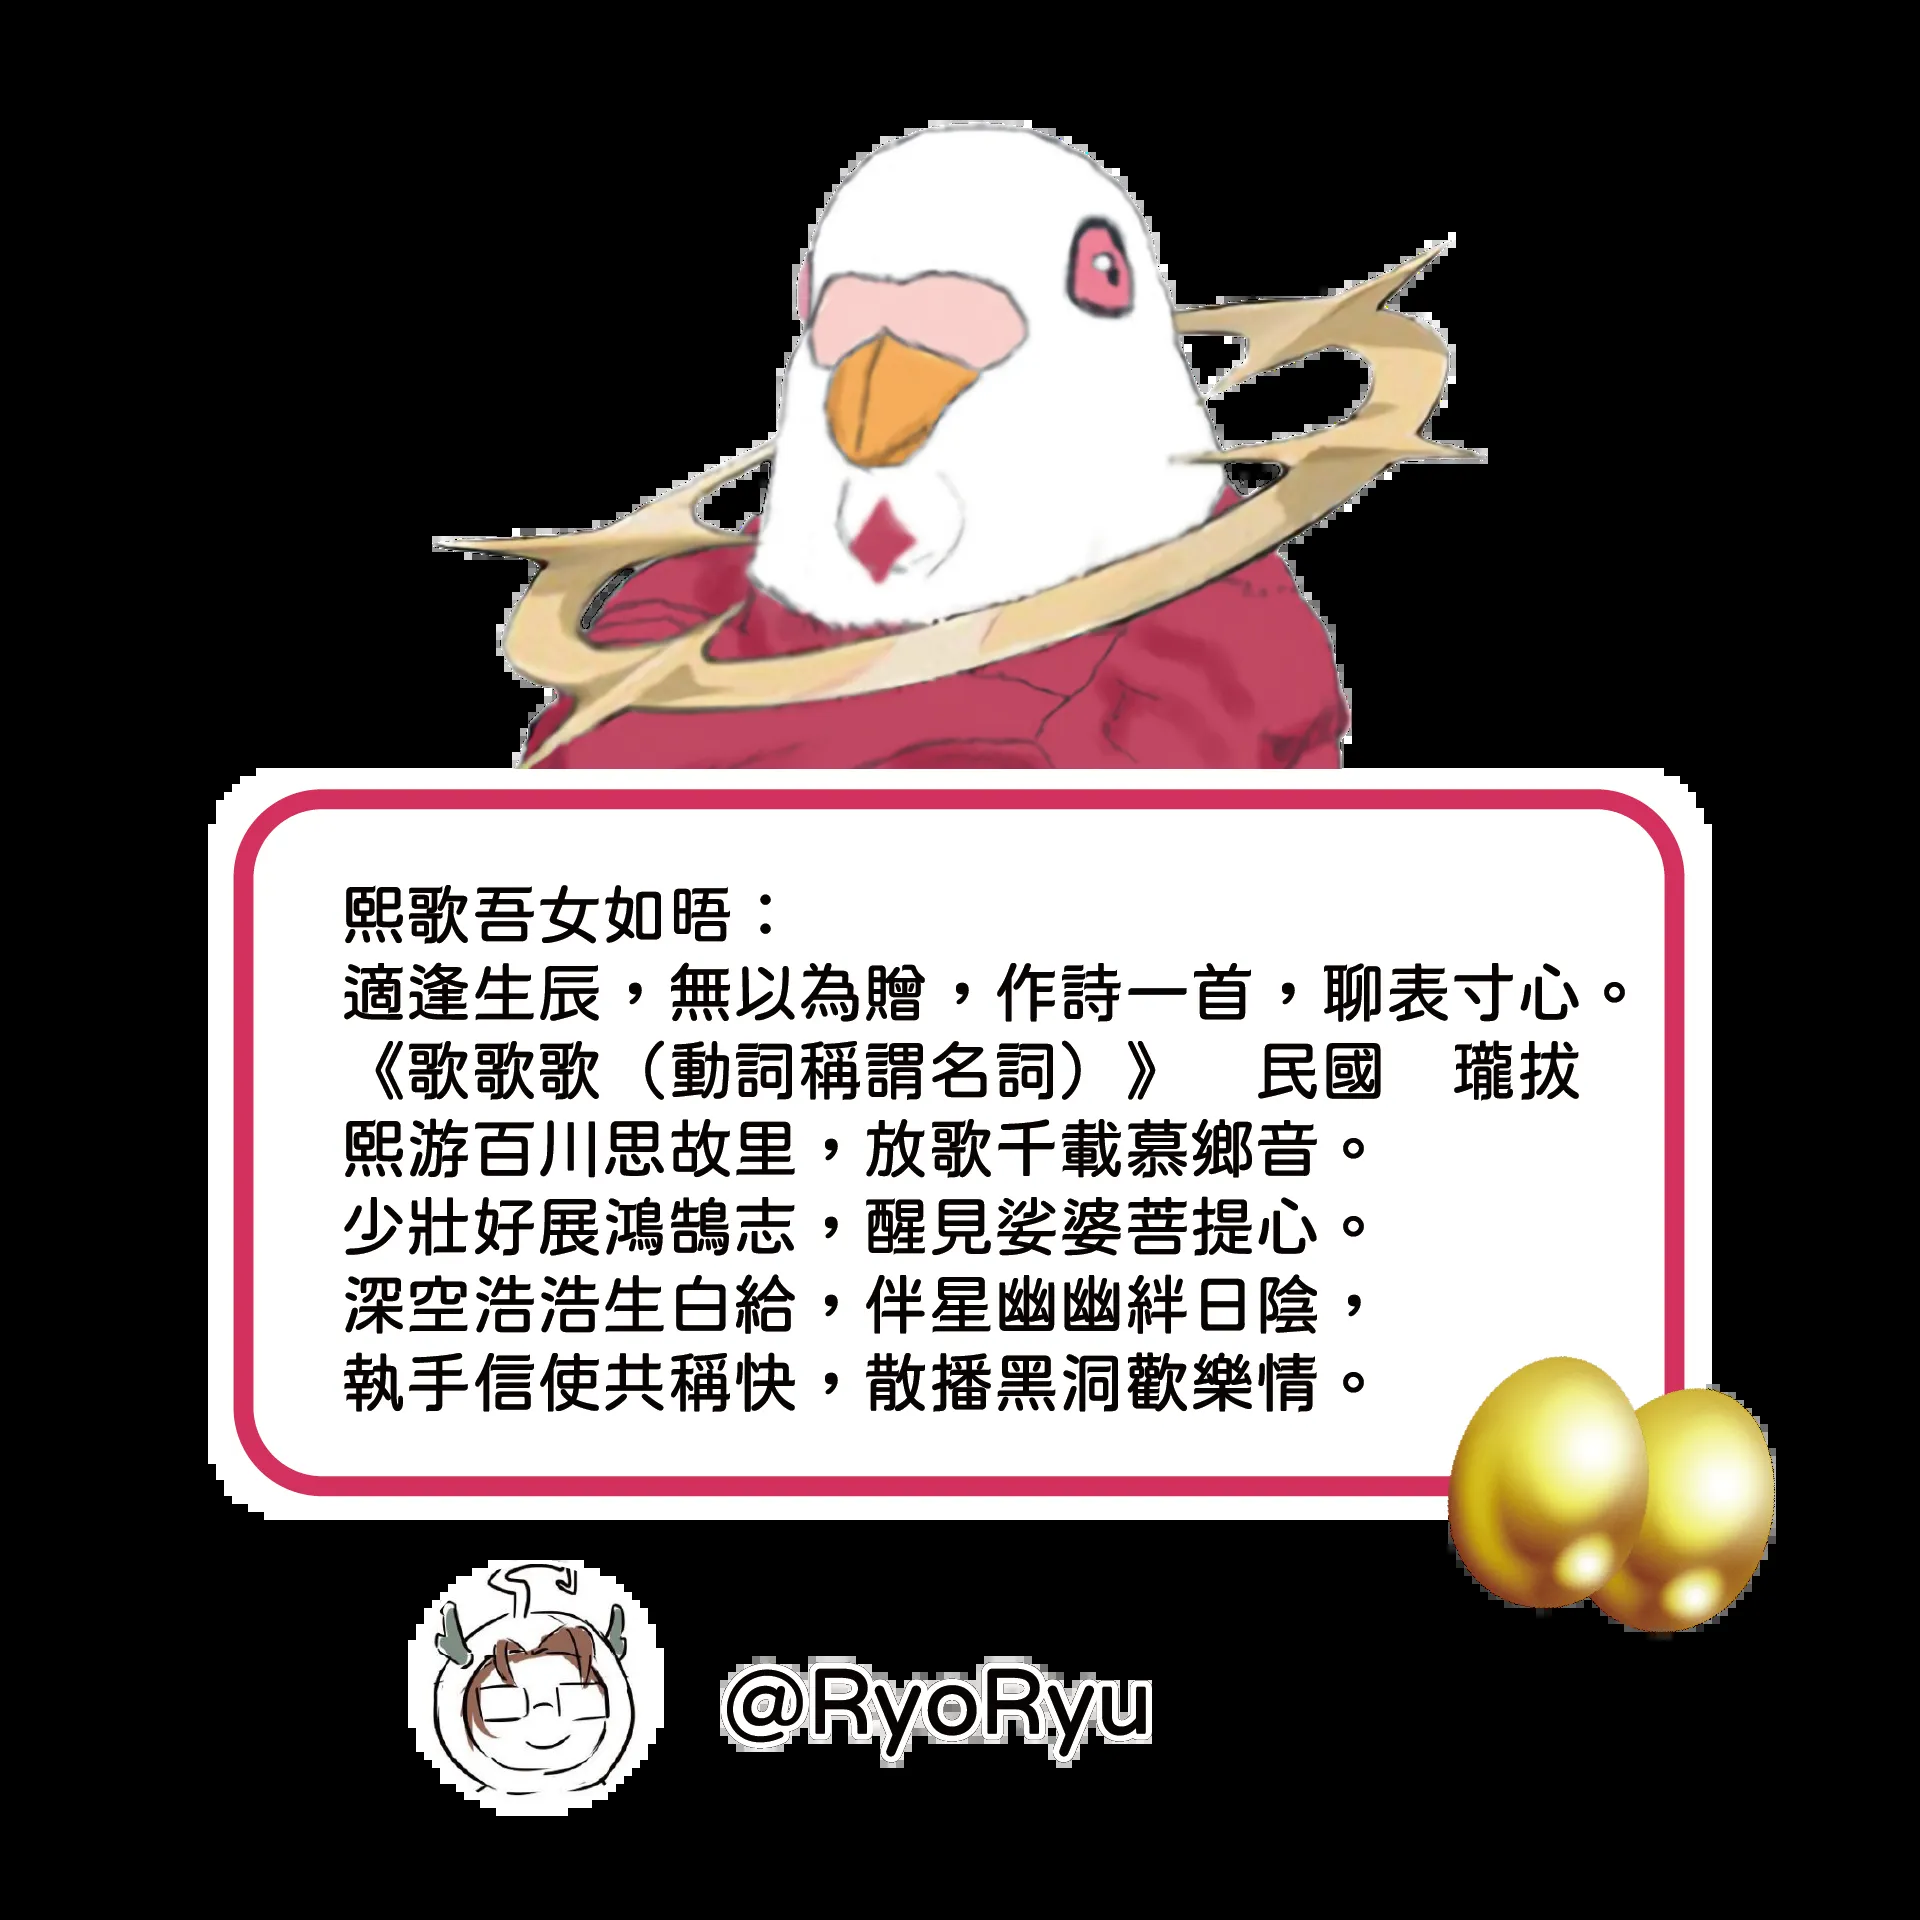 熙歌吾女如晤：
適逢生辰，無以為贈，作詩一首，聊表寸心。
《歌歌歌（動詞稱謂名詞）》　民國　瓏拔
熙游百川思故里，放歌千載慕鄉音。
少壯好展鴻鵠志，醒見娑婆菩提心。
深空浩浩生白給，伴星幽幽絆日陰，
執手信使共稱快，散播黑洞歡樂情。
@RyoRyu